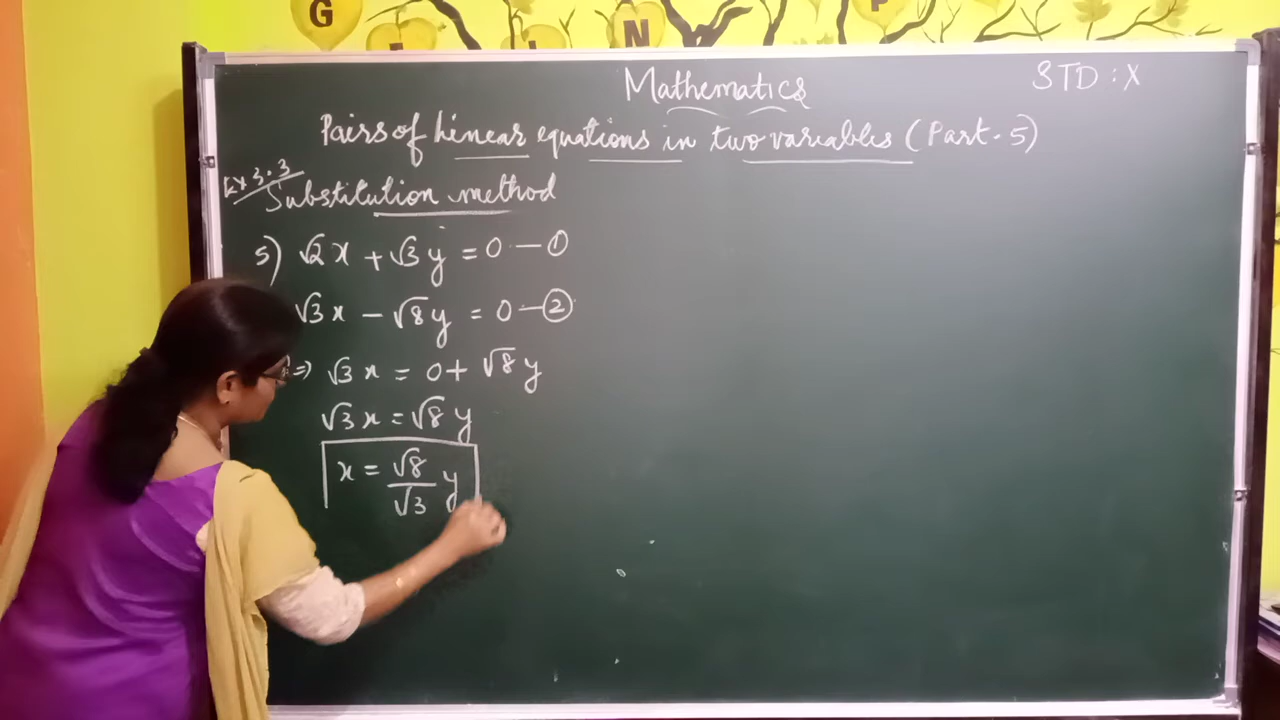 G N
Mathematics
STD : X
Pairs of Linear equations in two variables (Part - 5)
Ex 3.3
Substitution method
5) √2 x + √3 y = 0 — ①
√3 x − √8 y = 0 — ②
⇒ √3 x = 0 + √8 y
√3 x = √8 y
x = √8/√3 y